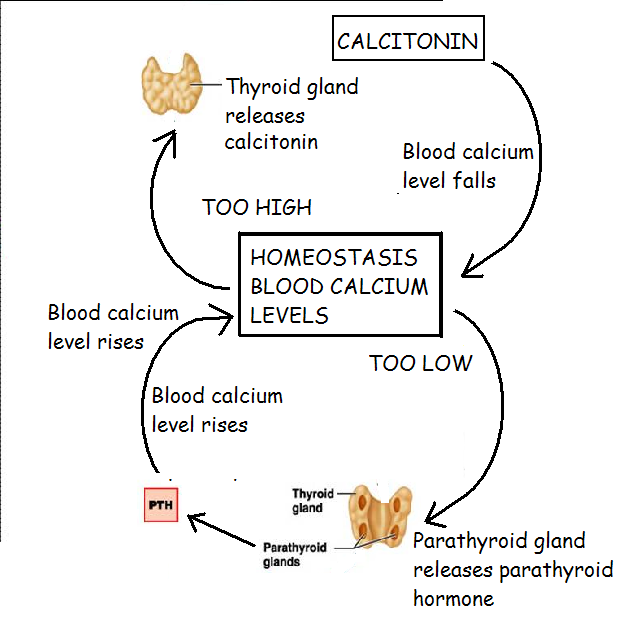 CALCITONIN
Thyroid gland
releases
calcitonin
Blood calcium
level falls
TOO HIGH
HOMEOSTASIS
BLOOD CALCIUM
LEVELS
Blood calcium
level rises
TOO LOW
Blood calcium
level rises
Thyroid
gland
PTH
Parathyroid
glands
Parathyroid gland
releases parathyroid
hormone